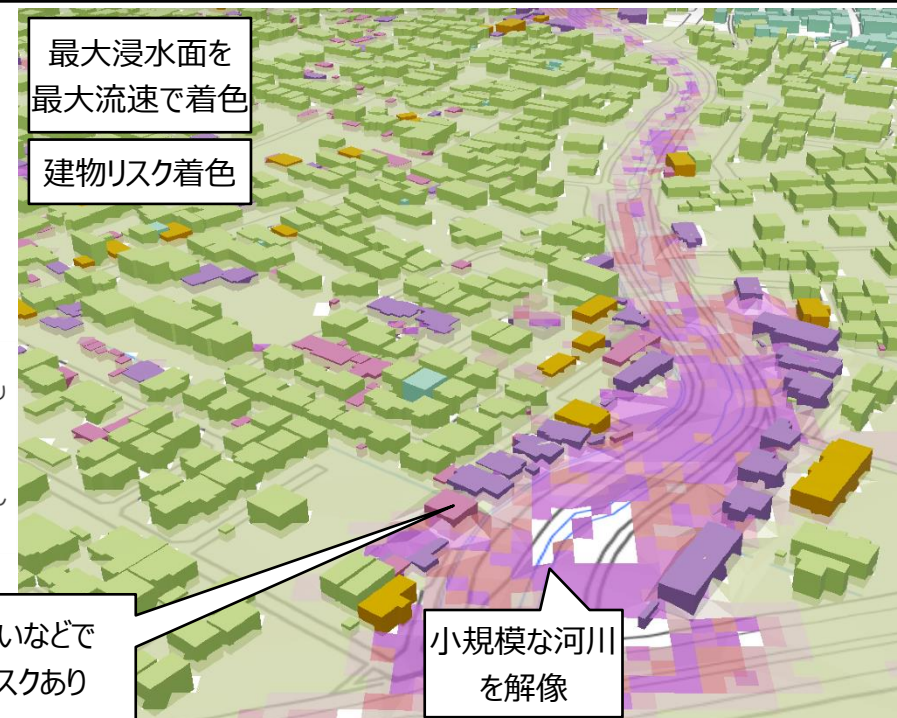 最大浸水面を
最大流速で着色
建物リスク着色
いなどで
スクあり
小規模な河川
を解像